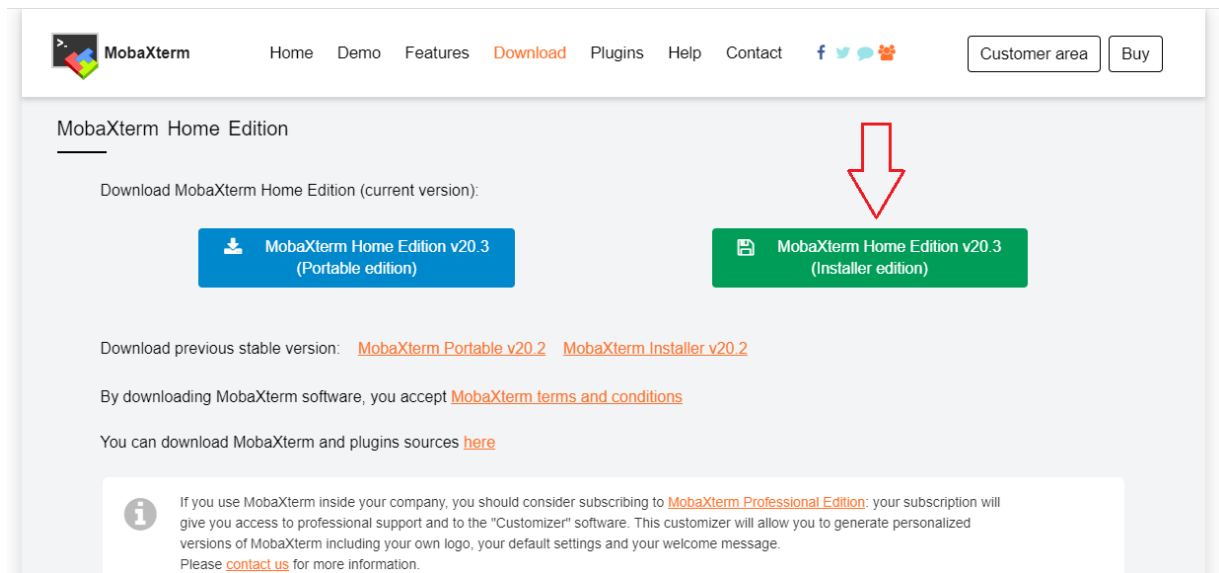 MobaXterm Home Demo Features Download Plugins Help Contact Customer area Buy
MobaXterm Home Edition
Download MobaXterm Home Edition (current version):
MobaXterm Home Edition v20.3
(Portable edition)
MobaXterm Home Edition v20.3
(Installer edition)
Download previous stable version: MobaXterm Portable v20.2 MobaXterm Installer v20.2
By downloading MobaXterm software, you accept MobaXterm terms and conditions
You can download MobaXterm and plugins sources here
If you use MobaXterm inside your company, you should consider subscribing to MobaXterm Professional Edition: your subscription will
give you access to professional support and to the "Customizer" software. This customizer will allow you to generate personalized
versions of MobaXterm including your own logo, your default settings and your welcome message.
Please contact us for more information.